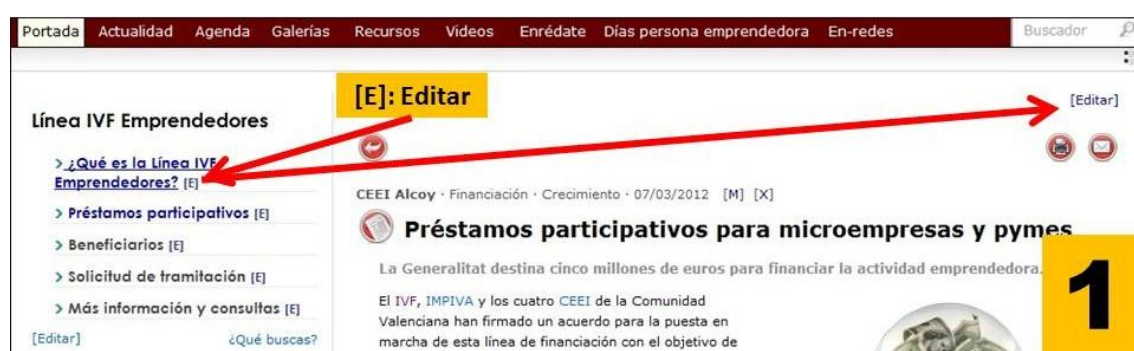 Portada Actualidad Agenda Galerías Recursos Videos Enrédate Días persona emprendedora En-redes Buscador
[E]: Editar
[Editar]
Línea IVF Emprendedores
> ¿Qué es la Línea IVF
Emprendedores? [E]
> Préstamos participativos [E]
> Beneficiarios [E]
> Solicitud de tramitación [E]
> Más información y consultas [E]
[Editar] ¿Qué buscas?
CEEI Alcoy · Financiación · Crecimiento · 07/03/2012 [M] [X]
Préstamos participativos para microempresas y pymes
La Generalitat destina cinco millones de euros para financiar la actividad emprendedora.
El IVF, IMPIVA y los cuatro CEEI de la Comunidad
Valenciana han firmado un acuerdo para la puesta en
marcha de esta línea de financiación con el objetivo de
1